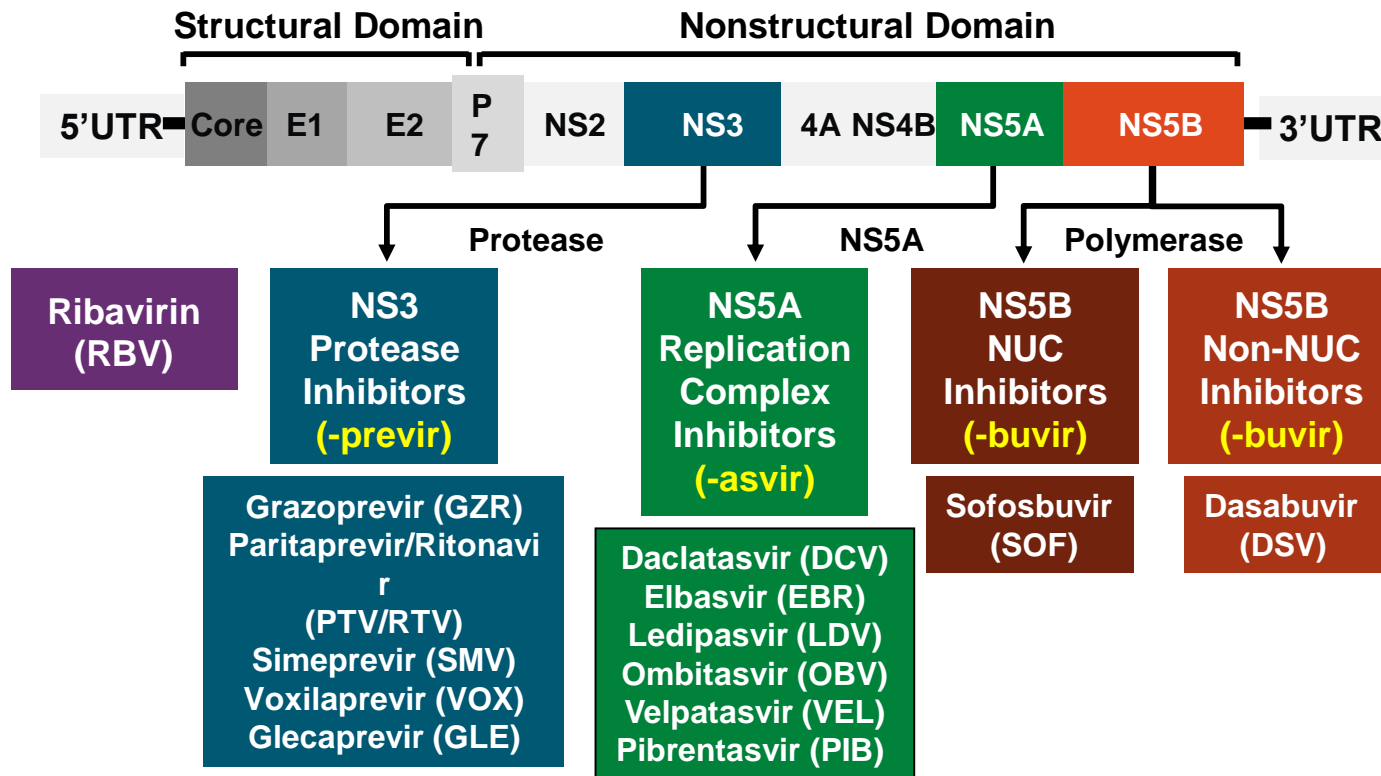 Structural Domain
Nonstructural Domain
5’UTR
Core
E1
E2
P
7
NS2
NS3
4A
NS4B
NS5A
NS5B
3’UTR
Protease
NS5A
Polymerase
Ribavirin
(RBV)
NS3
Protease
Inhibitors
(-previr)
Grazoprevir (GZR)
Paritaprevir/Ritonavi
r
(PTV/RTV)
Simeprevir (SMV)
Voxilaprevir (VOX)
Glecaprevir (GLE)
NS5A
Replication
Complex
Inhibitors
(-asvir)
Daclatasvir (DCV)
Elbasvir (EBR)
Ledipasvir (LDV)
Ombitasvir (OBV)
Velpatasvir (VEL)
Pibrentasvir (PIB)
NS5B
NUC
Inhibitors
(-buvir)
Sofosbuvir
(SOF)
NS5B
Non-NUC
Inhibitors
(-buvir)
Dasabuvir
(DSV)